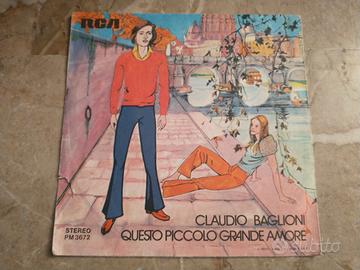 RCA
CLAUDIO BAGLIONI
STEREO
PM 3672
QUESTO PICCOLO GRANDE AMORE
subito